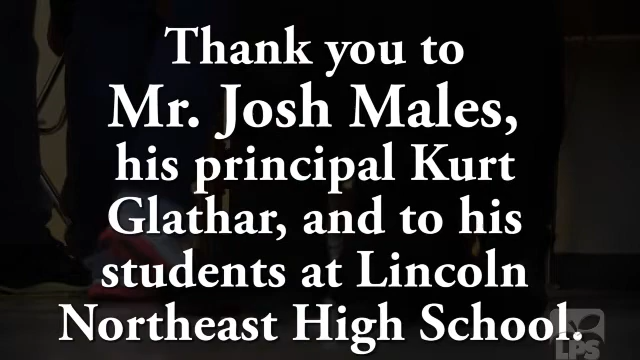 Thank you to
Mr. Josh Males,
his principal Kurt
Glathar, and to his
students at Lincoln
Northeast High School.
LPS